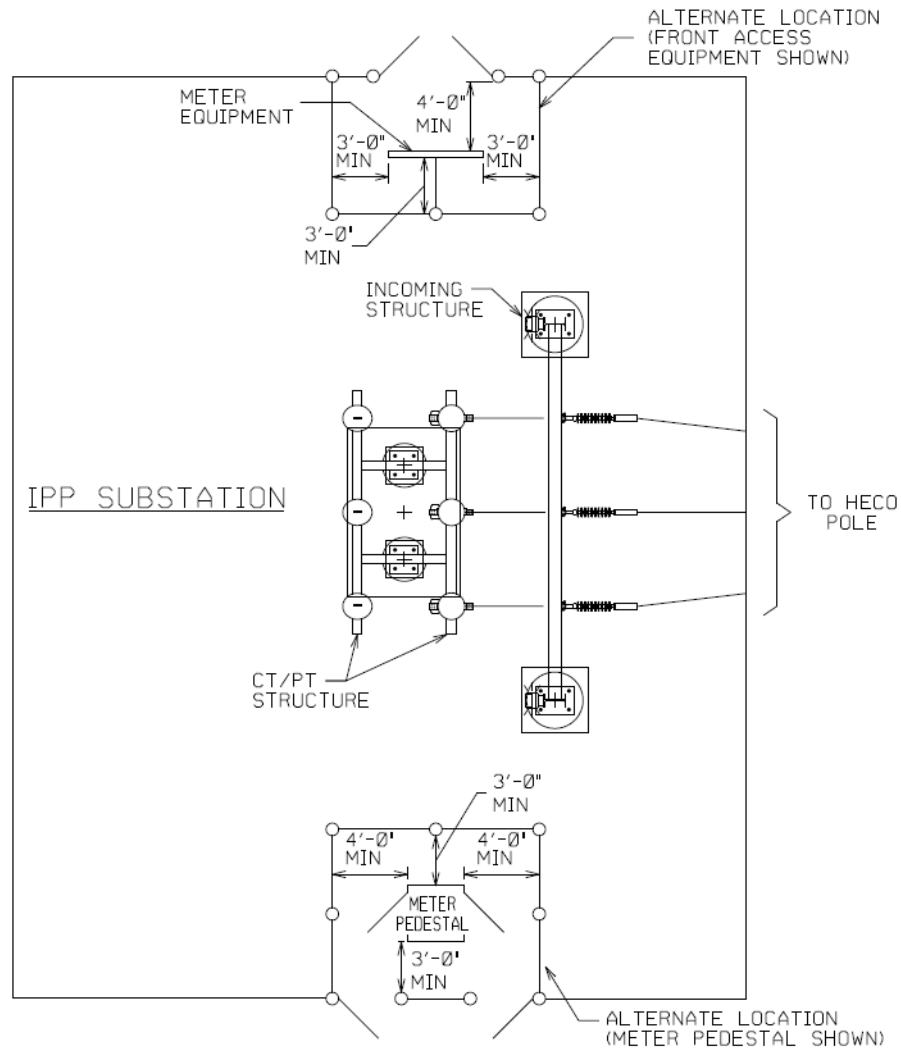 ALTERNATE LOCATION
(FRONT ACCESS
EQUIPMENT SHOWN)
METER
EQUIPMENT
4'-0"
MIN
3'-0"
MIN
3'-0'
MIN
3'-0'
MIN
INCOMING
STRUCTURE
IPP SUBSTATION
TO HECO
POLE
CT/PT
STRUCTURE
3'-0"
MIN
4'-0'
MIN
4'-0'
MIN
METER
PEDESTAL
3'-0'
MIN
ALTERNATE LOCATION
(METER PEDESTAL SHOWN)